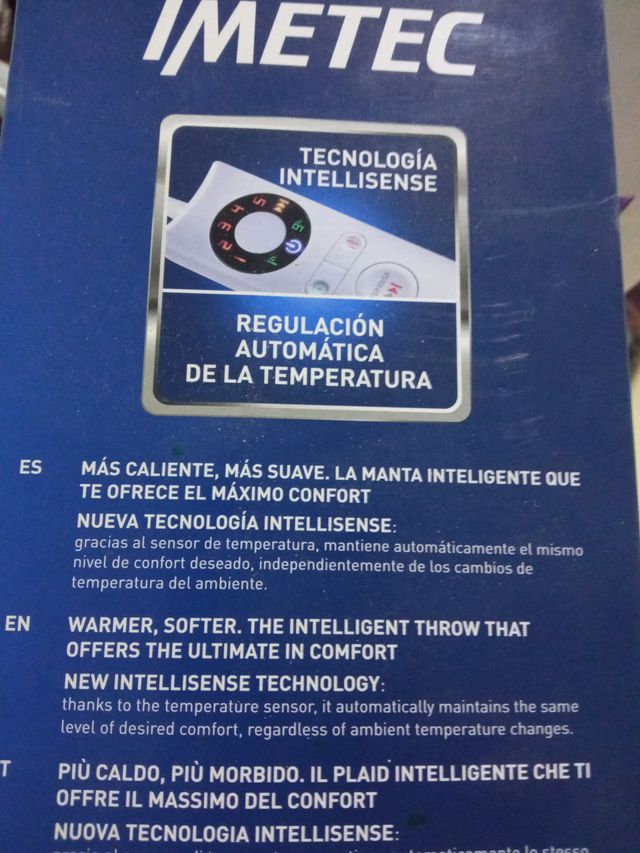 IMETEC
TECNOLOGÍA
INTELLISENSE
REGULACIÓN
AUTOMÁTICA
DE LA TEMPERATURA
ES
MÁS CALIENTE, MÁS SUAVE. LA MANTA INTELIGENTE QUE
TE OFRECE EL MÁXIMO CONFORT
NUEVA TECNOLOGÍA INTELLISENSE:
gracias al sensor de temperatura, mantiene automáticamente el mismo
nivel de confort deseado, independientemente de los cambios de
temperatura del ambiente.
EN
WARMER, SOFTER. THE INTELLIGENT THROW THAT
OFFERS THE ULTIMATE IN COMFORT
NEW INTELLISENSE TECHNOLOGY:
thanks to the temperature sensor, it automatically maintains the same
level of desired comfort, regardless of ambient temperature changes.
T
PIÙ CALDO, PIÙ MORBIDO. IL PLAID INTELLIGENTE CHE TI
OFFRE IL MASSIMO DEL CONFORT
NUOVA TECNOLOGIA INTELLISENSE: